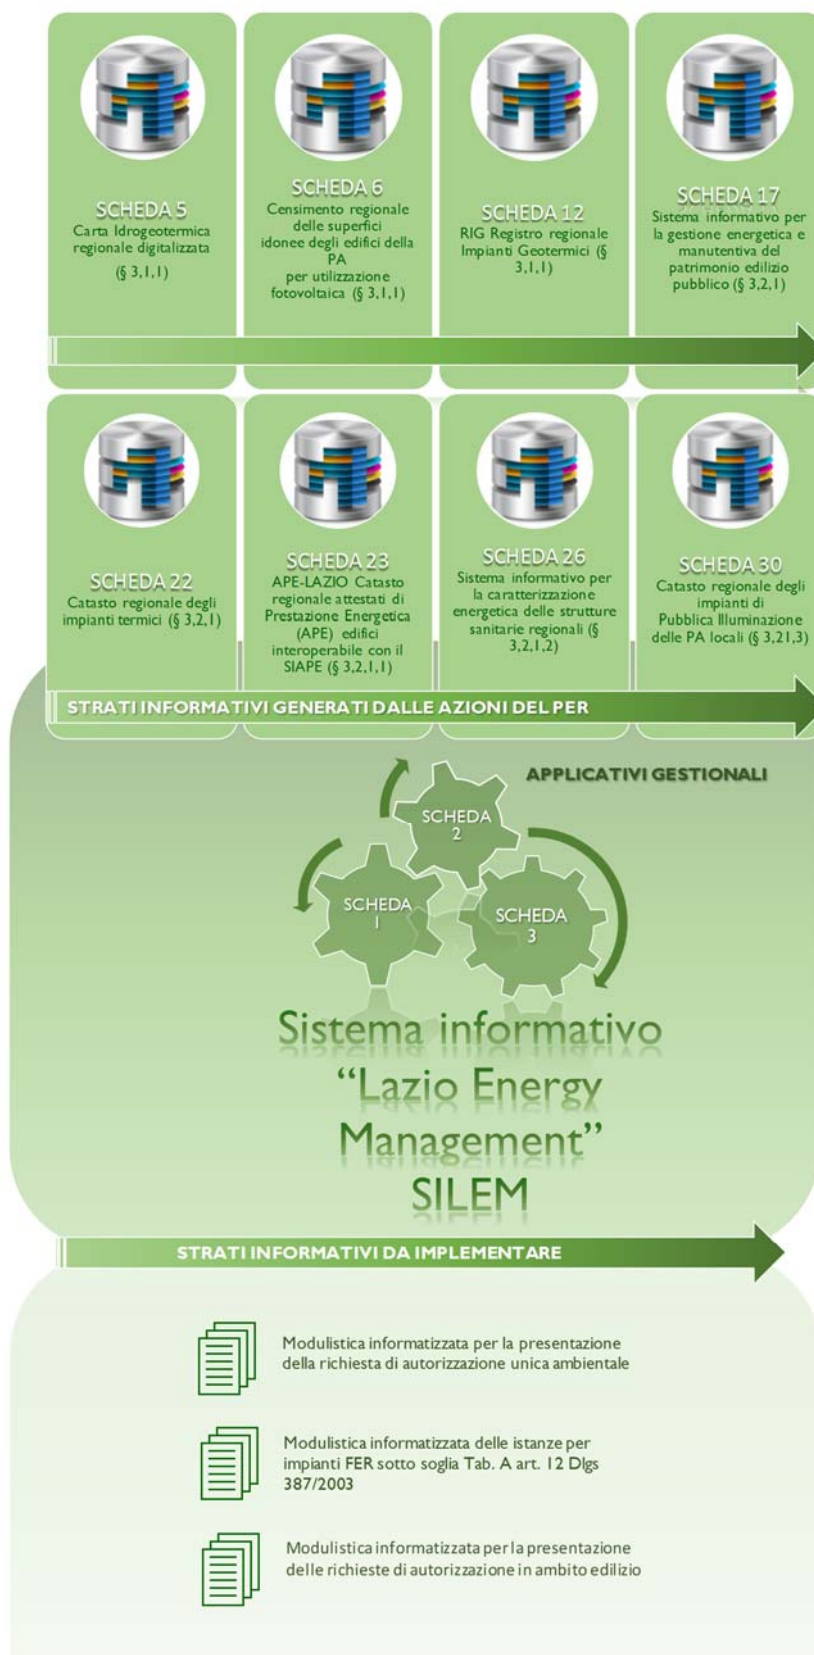 SCHEDA 5
Carta Idrogeotermica
regionale digitalizzata
(§ 3,1,1)
SCHEDA 6
Censimento regionale
delle superfici
idonee degli edifici della
PA
per utilizzazione
fotovoltaica (§ 3,1,1)
SCHEDA 12
RIG Registro regionale
Impianti Geotermici (§
3,1,1)
SCHEDA 17
Sistema informativo per
la gestione energetica e
manutentiva del
patrimonio edilizio
pubblico (§ 3,2,1)
SCHEDA 22
Catasto regionale degli
impianti termici (§ 3,2,1)
SCHEDA 23
APE-LAZIO Catasto
regionale attestati di
Prestazione Energetica
(APE) edifici
interoperabile con il
SIAPE (§ 3,2,1,1)
SCHEDA 26
Sistema informativo per
la caratterizzazione
energetica delle strutture
sanitarie regionali (§
3,2,1,2)
SCHEDA 30
Catasto regionale degli
impianti di
Pubblica Illuminazione
delle PA locali (§ 3,21,3)
STRATI INFORMATIVI GENERATI DALLE AZIONI DEL PER
APPLICATIVI GESTIONALI
SCHEDA
2
SCHEDA
1
SCHEDA
3
Sistema informativo
“Lazio Energy
Management”
SILEM
STRATI INFORMATIVI DA IMPLEMENTARE
Modulistica informatizzata per la presentazione
della richiesta di autorizzazione unica ambientale
Modulistica informatizzata delle istanze per
impianti FER sotto soglia Tab. A art. 12 Dlgs
387/2003
Modulistica informatizzata per la presentazione
delle richieste di autorizzazione in ambito edilizio